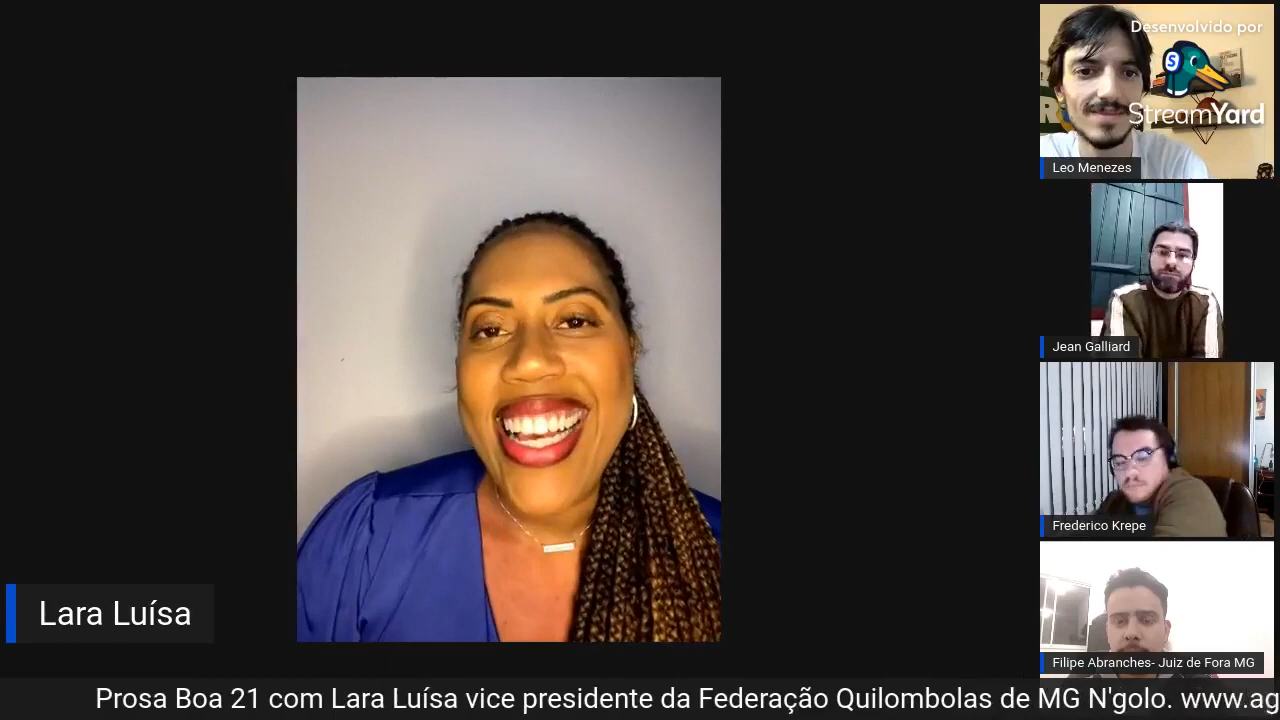 Desenvolvido por
StreamYard
Leo Menezes
Jean Galliard
Frederico Krepe
Lara Luísa
Filipe Abranches- Juiz de Fora MG
Prosa Boa 21 com Lara Luísa vice presidente da Federação Quilombolas de MG N'golo. www.ag